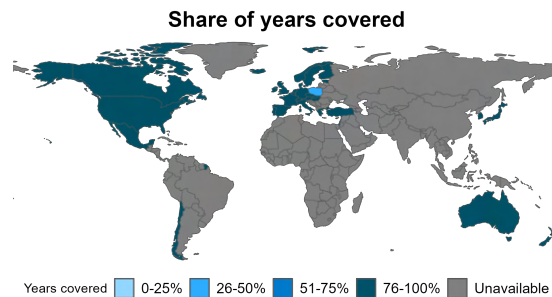 Share of years covered
Years covered 0-25% 26-50% 51-75% 76-100% Unavailable